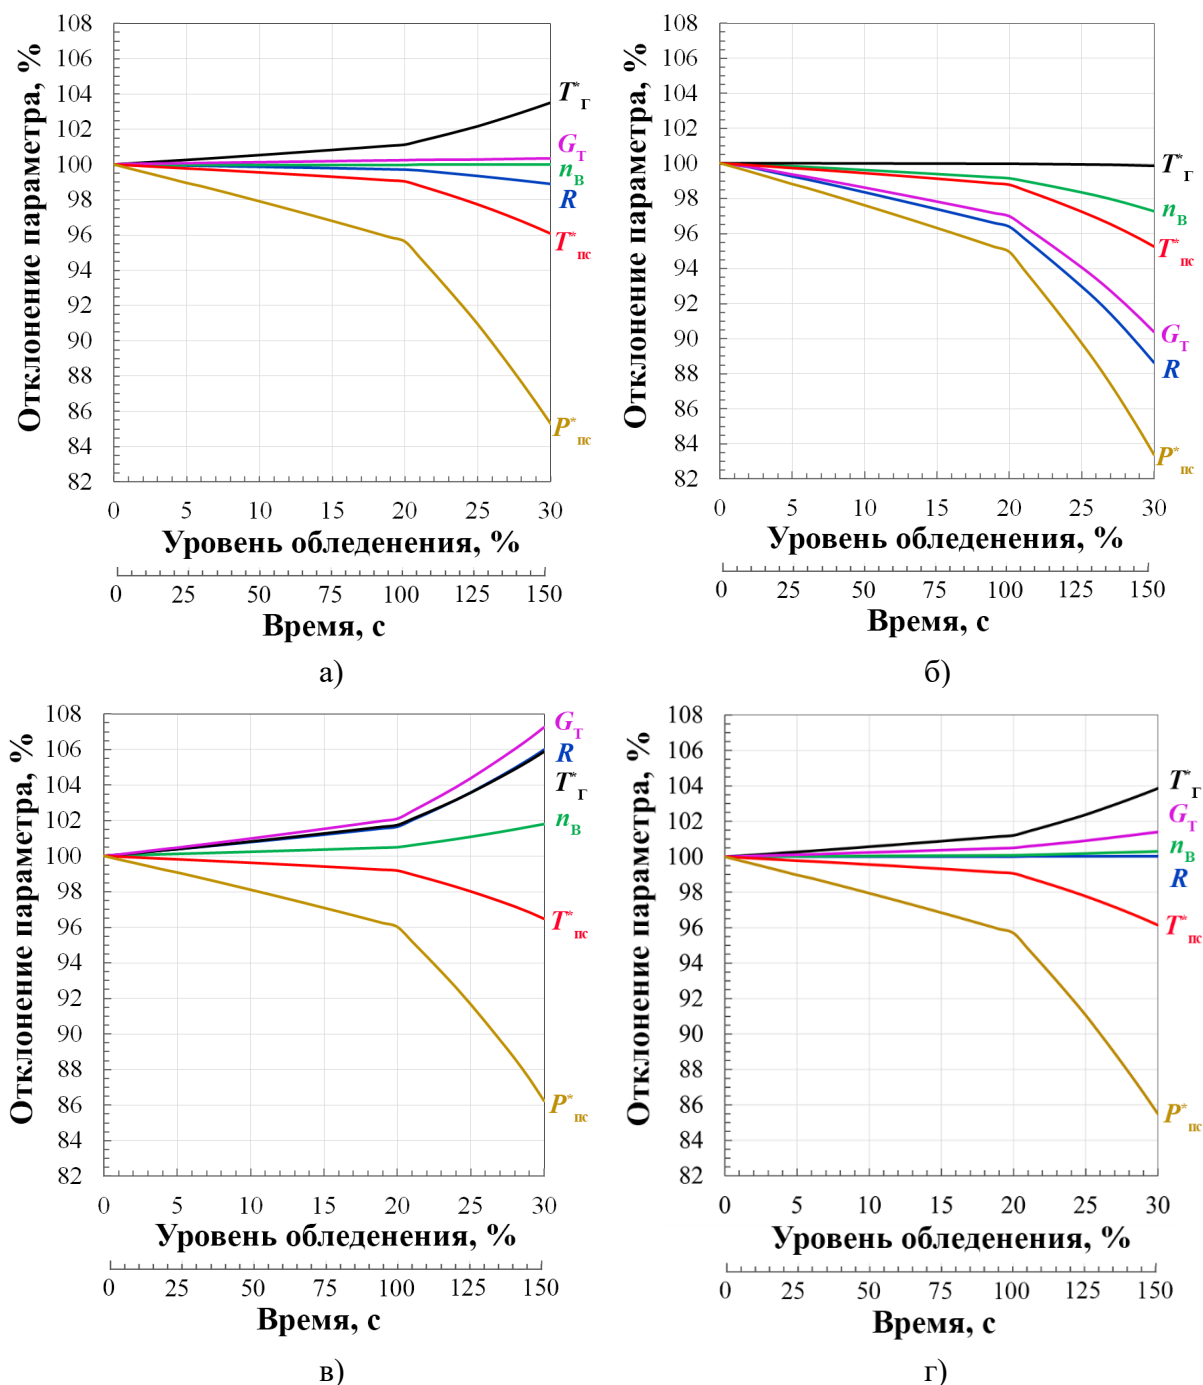 Отклонение параметра, %
108
106
104
102
100
98
96
94
92
90
88
86
84
82
T*Г
GТ
nВ
R
T*пс
P*пс
0 5 10 15 20 25 30
Уровень обледенения, %
0 25 50 75 100 125 150
Время, с
а)
Отклонение параметра, %
108
106
104
102
100
98
96
94
92
90
88
86
84
82
T*Г
nВ
T*пс
GТ
R
P*пс
0 5 10 15 20 25 30
Уровень обледенения, %
0 25 50 75 100 125 150
Время, с
б)
Отклонение параметра, %
108
106
104
102
100
98
96
94
92
90
88
86
84
82
GТ
R
T*Г
nВ
T*пс
P*пс
0 5 10 15 20 25 30
Уровень обледенения, %
0 25 50 75 100 125 150
Время, с
в)
Отклонение параметра, %
108
106
104
102
100
98
96
94
92
90
88
86
84
82
T*Г
GТ
nВ
R
T*пс
P*пс
0 5 10 15 20 25 30
Уровень обледенения, %
0 25 50 75 100 125 150
Время, с
г)